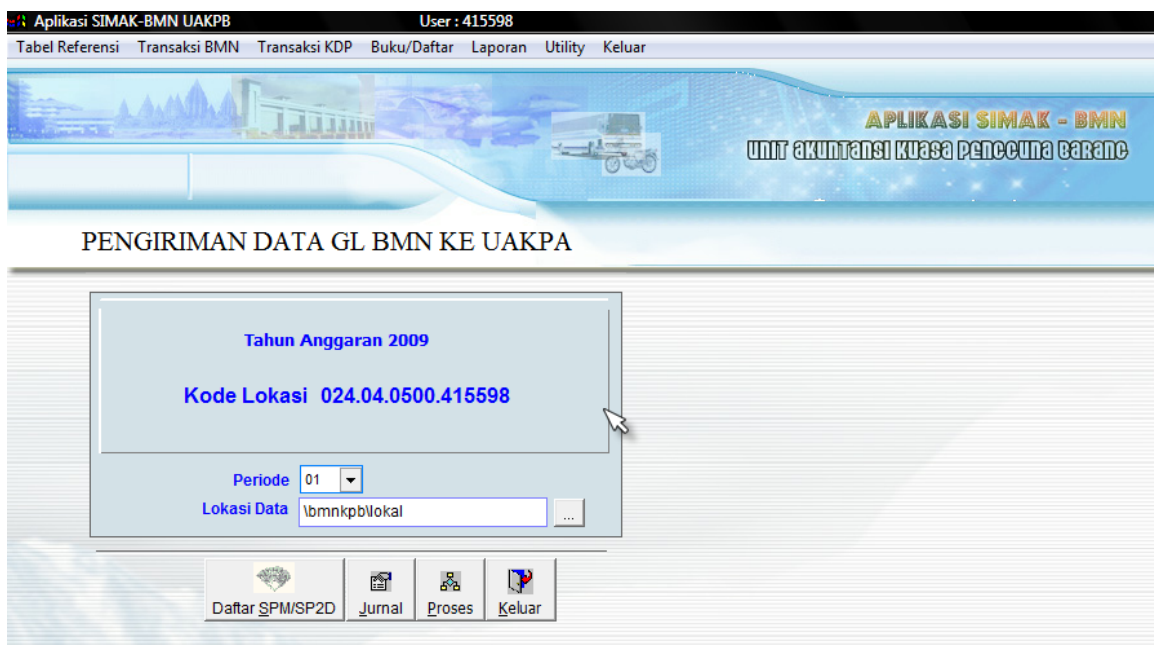 Aplikasi SIMAK-BMN UAKPB User : 415598
Tabel Referensi Transaksi BMN Transaksi KDP Buku/Daftar Laporan Utility Keluar
APLIKASI SIMAK - BMN
UNIT AKUNTANSI KUASA PENGGUNA BARANG
PENGIRIMAN DATA GL BMN KE UAKPA
Tahun Anggaran 2009
Kode Lokasi 024.04.0500.415598
Periode 01
Lokasi Data \bmnkpb\lokal ...
Daftar SPM/SP2D Jurnal Proses Keluar